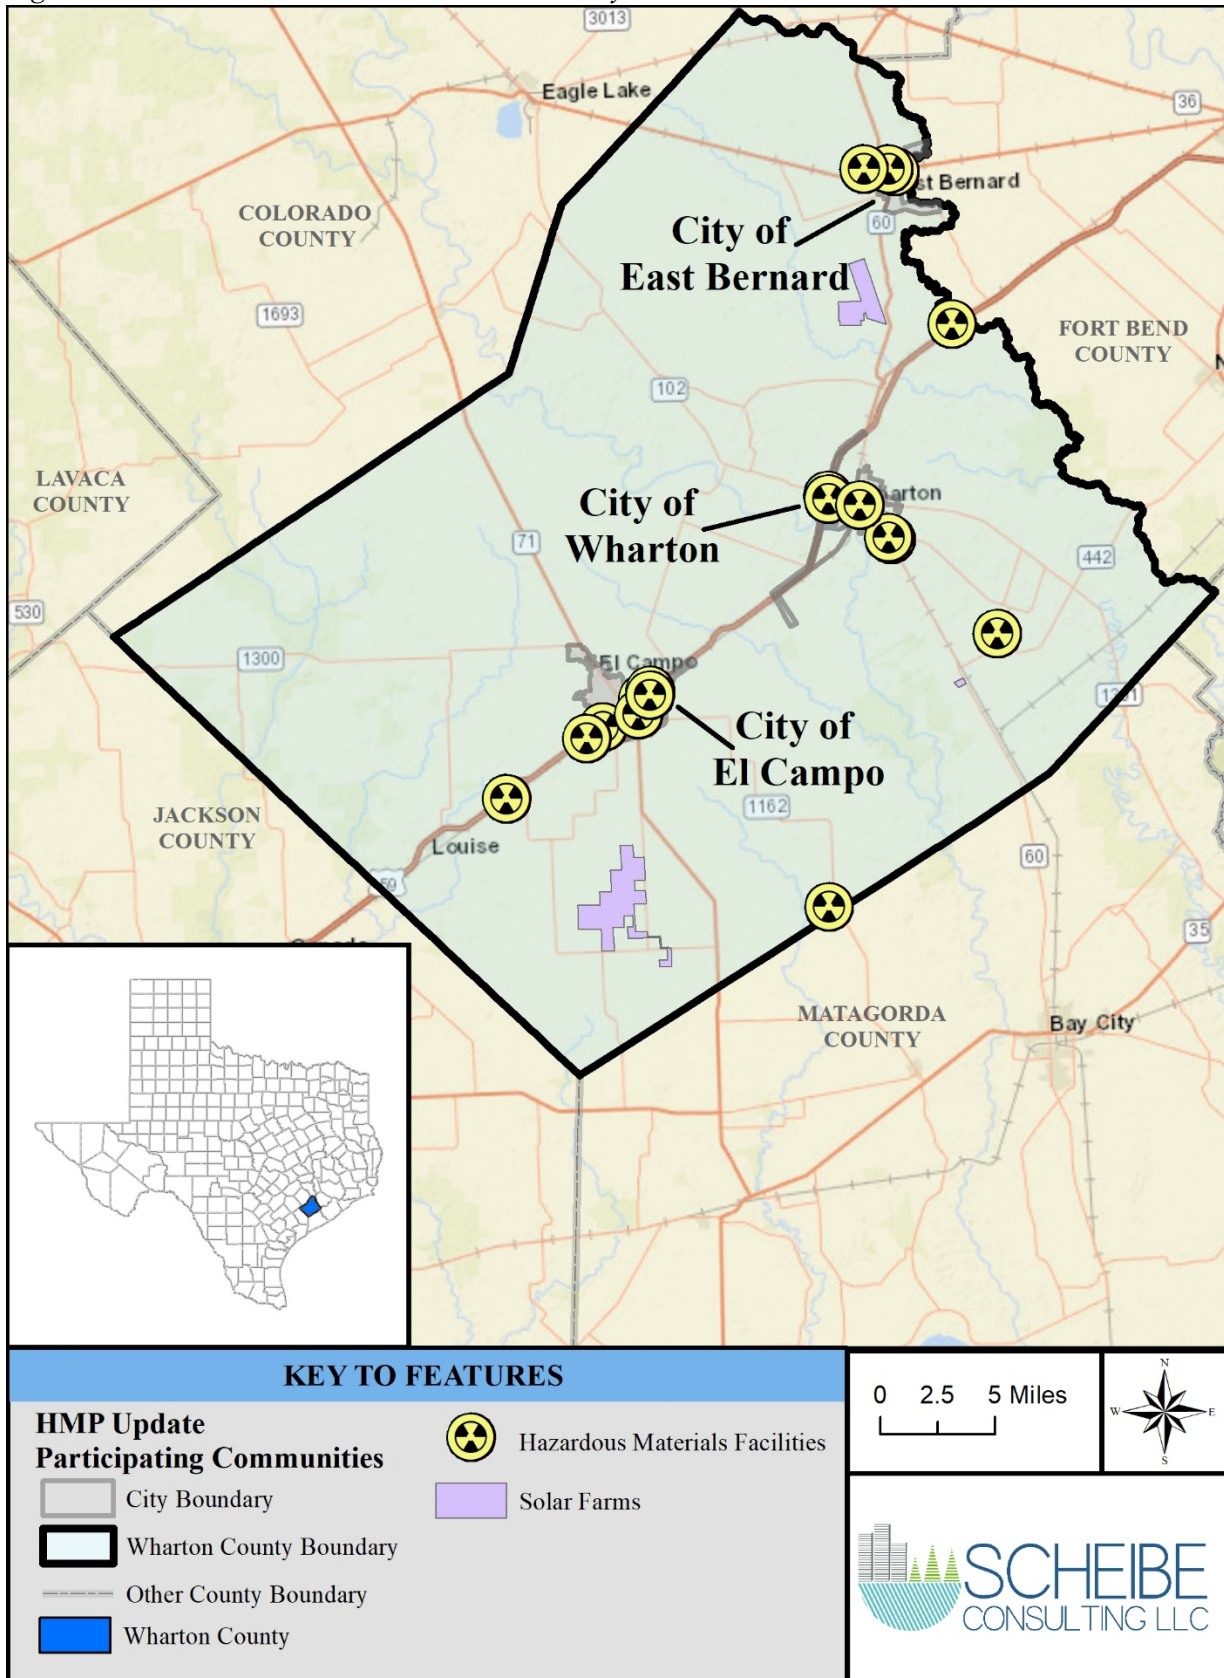 3013
Eagle Lake
36
COLORADO
COUNTY
st Bernard
60
City of
East Bernard
1693
FORT BEND
COUNTY
102
LAVACA
COUNTY
City of
Wharton
arton
71
442
530
1300
El Campo
City of
El Campo
1162
JACKSON
COUNTY
Louise
60
59
35
MATAGORDA
COUNTY
Bay City
KEY TO FEATURES
HMP Update
Participating Communities
City Boundary
Wharton County Boundary
Other County Boundary
Wharton County
Hazardous Materials Facilities
Solar Farms
0 2.5 5 Miles
N
W E
S
SCHEIBE
CONSULTING LLC